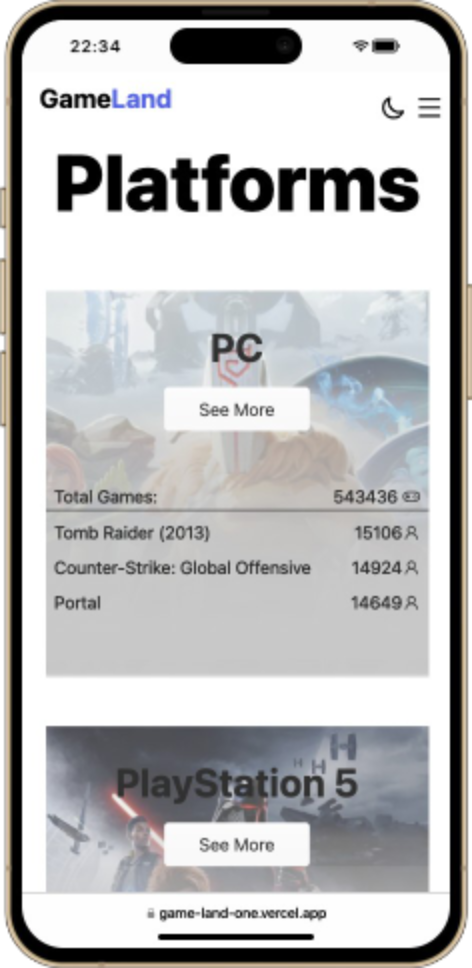 22:34
GameLand
Platforms
PC
See More
Total Games: 543436
Tomb Raider (2013) 15106
Counter-Strike: Global Offensive 14924
Portal 14649
PlayStation 5
See More
game-land-one.vercel.app